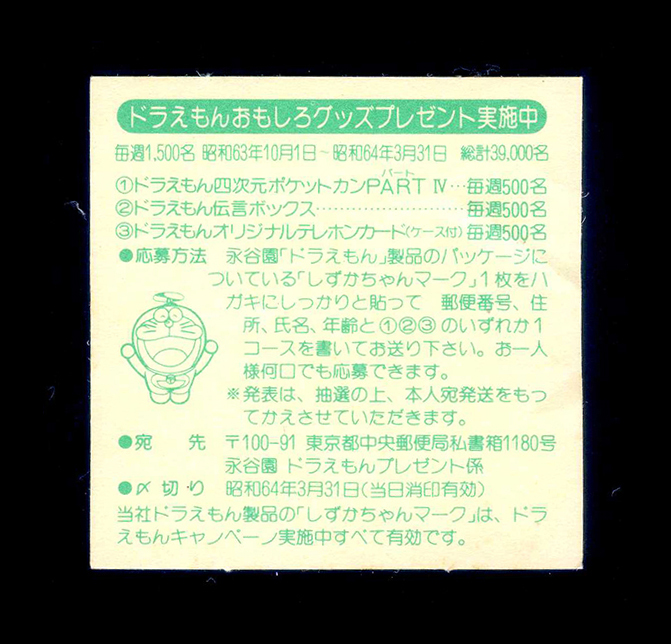 ドラえもんおもしろグッズプレゼント実施中
毎週1,500名 昭和63年10月1日～昭和64年3月31日 総計39,000名
①ドラえもん四次元ポケットカンPARTパート Ⅳ…毎週500名
②ドラえもん伝言ボックス……………………毎週500名
③ドラえもんオリジナルテレホンカード(ケース付)毎週500名
●応募方法 永谷園「ドラえもん」製品のパッケージに
ついている「しずかちゃんマーク」1枚をハ
ガキにしっかりと貼って 郵便番号、住
所、氏名、年齢と①②③のいずれか1
コースを書いてお送り下さい。お一人
様何口でも応募できます。
※発表は、抽選の上、本人宛発送をもっ
てかえさせていただきます。
●宛 先 〒100-91 東京都中央郵便局私書箱1180号
永谷園 ドラえもんプレゼント係
●〆切り 昭和64年3月31日(当日消印有効)
当社ドラえもん製品の「しずかちゃんマーク」は、ドラ
えもんキャンペーン実施中すべて有効です。